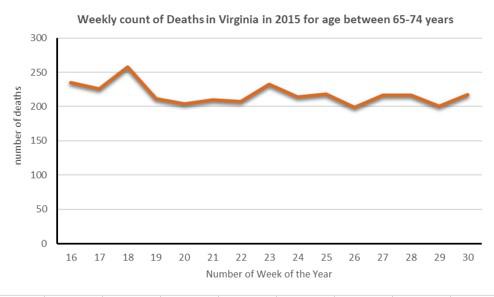 Weekly count of Deaths in Virginia in 2015 for age between 65-74 years
300
250
200
150
100
50
0
number of deaths
16 17 18 19 20 21 22 23 24 25 26 27 28 29 30
Number of Week of the Year